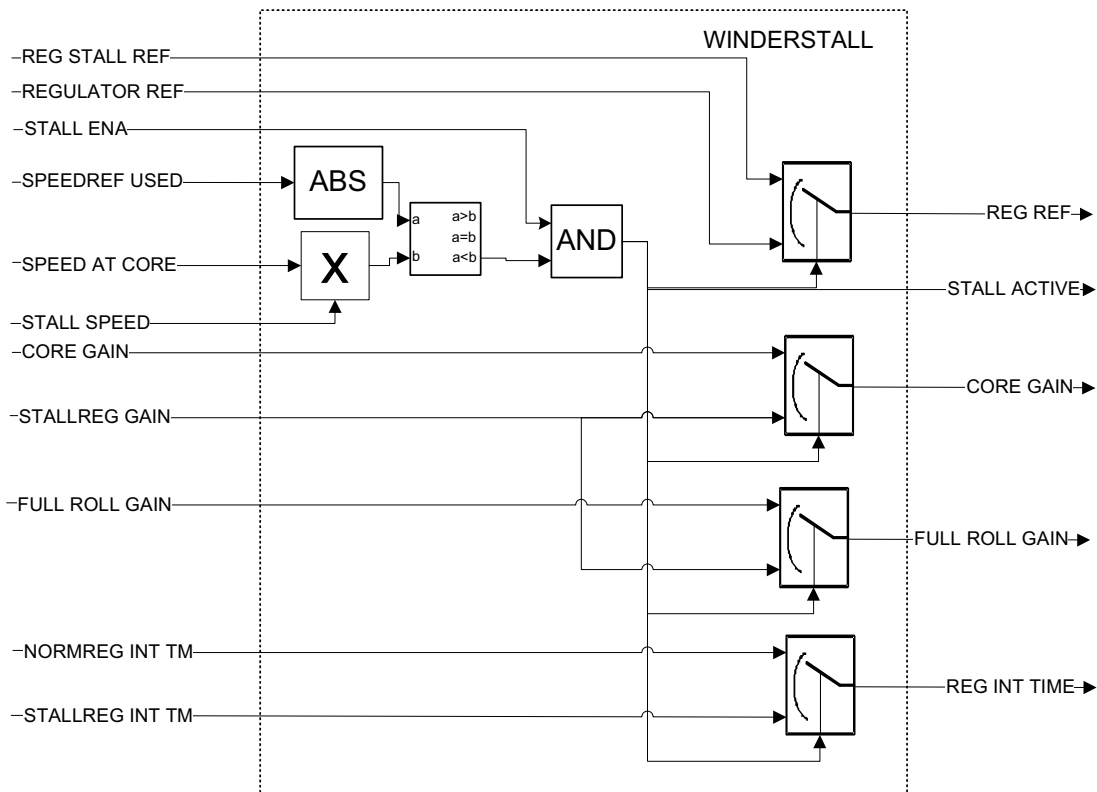 WINDERSTALL
REG STALL REF
REGULATOR REF
STALL ENA
SPEEDREF USED
ABS
a
a>b
a=b
b
a<b
AND
REG REF
SPEED AT CORE
X
STALL ACTIVE
STALL SPEED
CORE GAIN
CORE GAIN
STALLREG GAIN
FULL ROLL GAIN
FULL ROLL GAIN
NORMREG INT TM
REG INT TIME
STALLREG INT TM